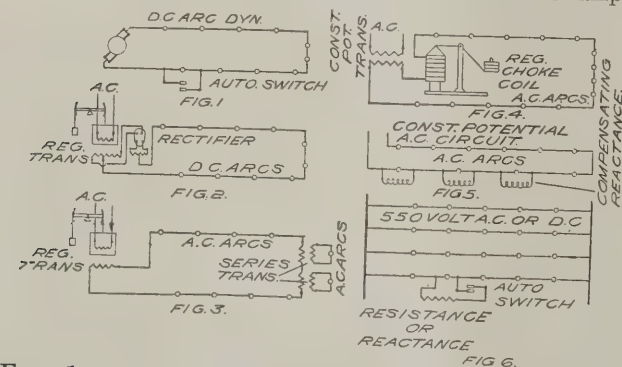 D.C ARC DYN.
AUTO. SWITCH
FIG.1
A.C.
REG.
TRANS
RECTIFIER
D.C. ARCS
FIG.2.
A.C.
REG.
TRANS
A.C. ARCS
SERIES
TRANS.
A.C ARCS
FIG.3.
CONST.
POT.
TRANS.
A.C.
REG.
CHOKE
COIL
A.C. ARCS.
FIG.4.
CONST. POTENTIAL
A.C. CIRCUIT.
A.C. ARCS
FIG5.
COMPENSATING
REACTANCE.
550 VOLT A.C. OR D.C
AUTO
SWITCH
RESISTANCE
OR
REACTANCE
FIG 6.